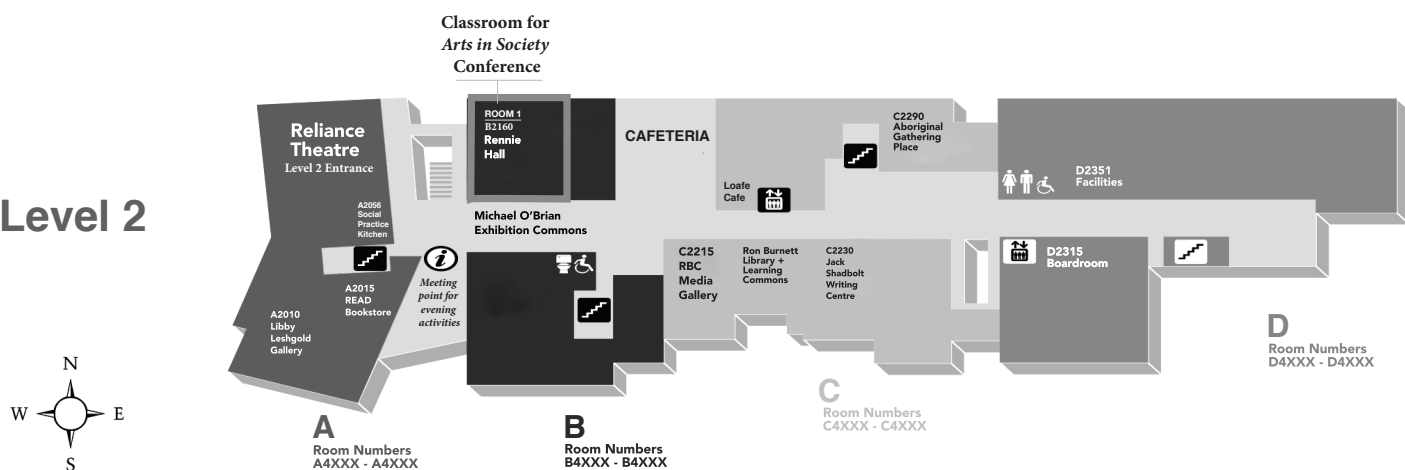 Classroom for
Arts in Society
Conference
Reliance
Theatre
Level 2 Entrance
ROOM 1
B2160
Rennie
Hall
CAFETERIA
C2290
Aboriginal
Gathering
Place
D2351
Facilities
Loafe
Cafe
Level 2
A2056
Social
Practice
Kitchen
Michael O'Brian
Exhibition Commons
i
Meeting
point for
evening
activities
C2215
RBC
Media
Gallery
Ron Burnett
Library +
Learning
Commons
C2230
Jack
Shadbolt
Writing
Centre
D2315
Boardroom
A2015
READ
Bookstore
A2010
Libby
Leshgold
Gallery
N
W
E
S
A
Room Numbers
A4XXX - A4XXX
B
Room Numbers
B4XXX - B4XXX
C
Room Numbers
C4XXX - C4XXX
D
Room Numbers
D4XXX - D4XXX